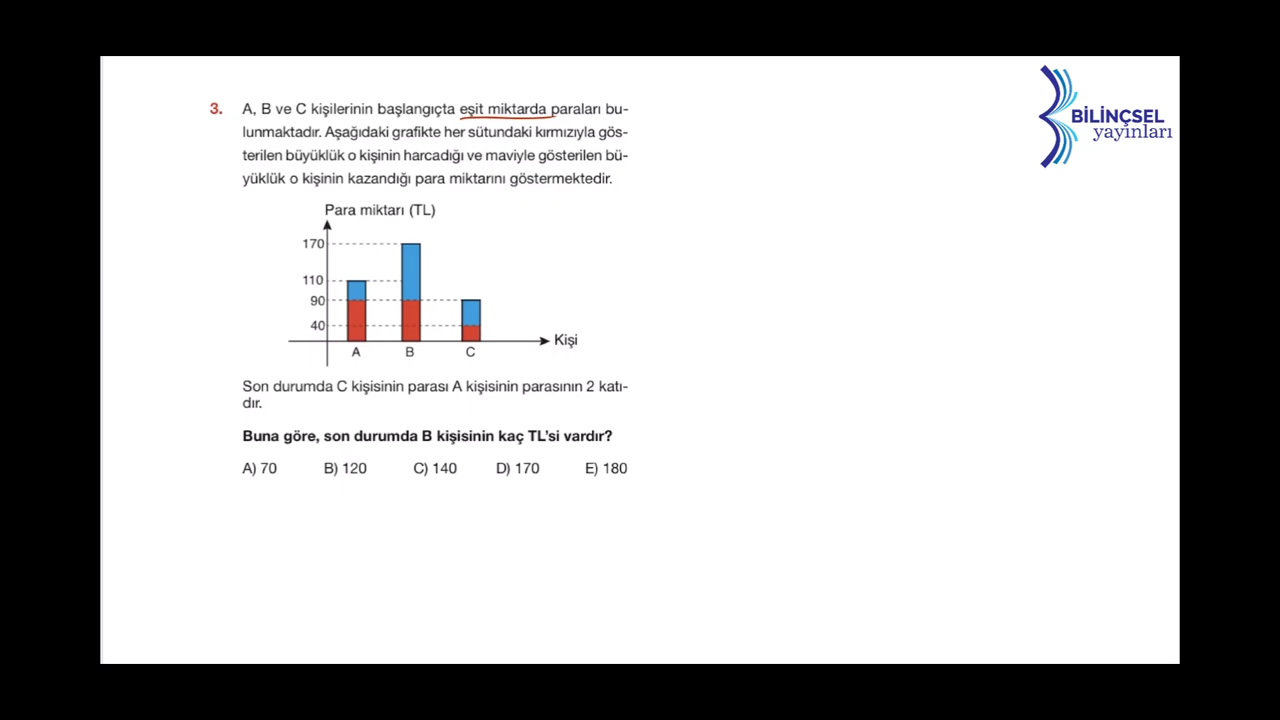 BİLİNÇSEL
yayınları
3. A, B ve C kişilerinin başlangıçta eşit miktarda paraları bu-
lunmaktadır. Aşağıdaki grafikte her sütundaki kırmızıyla gös-
terilen büyüklük o kişinin harcadığı ve maviyle gösterilen bü-
yüklük o kişinin kazandığı para miktarını göstermektedir.
Para miktarı (TL)
170
110
90
40
Kişi
A B C
Son durumda C kişisinin parası A kişisinin parasının 2 katı-
dır.
Buna göre, son durumda B kişisinin kaç TL'si vardır?
A) 70 B) 120 C) 140 D) 170 E) 180